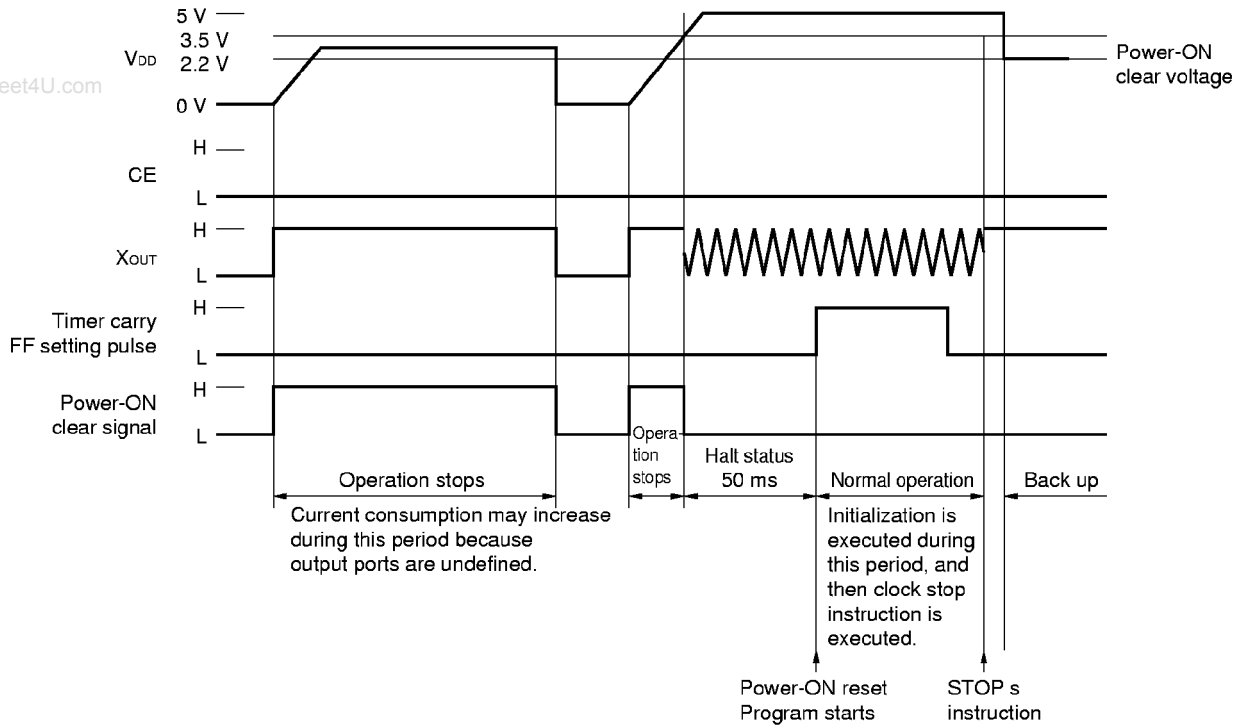 5 V
3.5 V
VDD
2.2 V
Power-ON
clear voltage
eet4U.com
0 V
H
CE
L
H
XOUT
L
H
Timer carry
FF setting pulse
L
H
Power-ON
clear signal
L
Opera-
tion
stops
Halt status
50 ms
Operation stops
Normal operation
Back up
Current consumption may increase
during this period because
output ports are undefined.
Initialization is
executed during
this period, and
then clock stop
instruction is
executed.
Power-ON reset
Program starts
STOP s
instruction